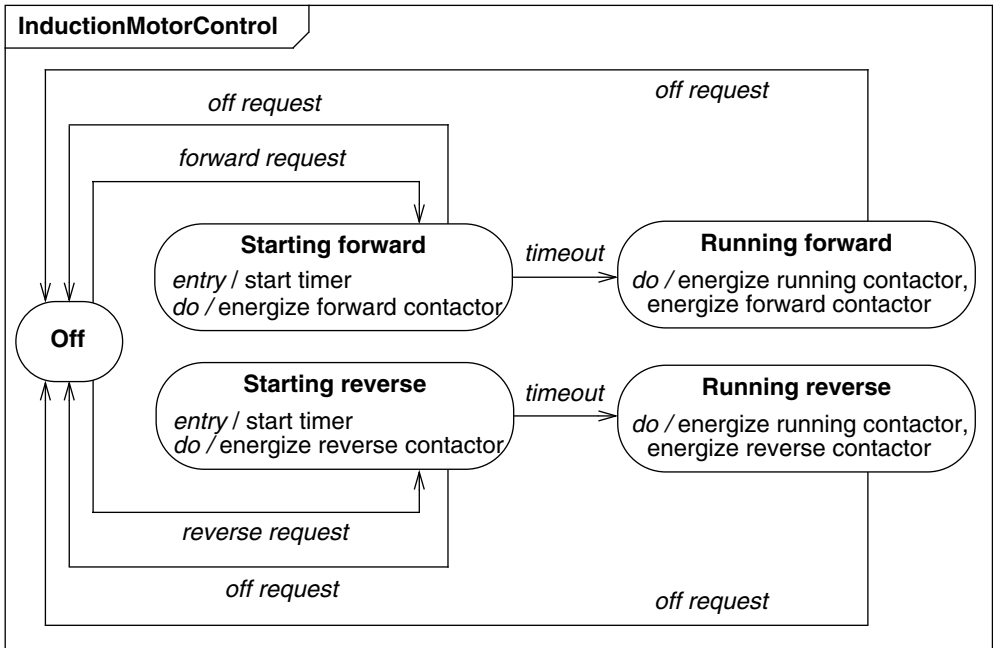 InductionMotorControl
off request
off request
forward request
Starting forward
entry / start timer
do / energize forward contactor
timeout
Running forward
do / energize running contactor,
energize forward contactor
Off
Starting reverse
entry / start timer
do / energize reverse contactor
timeout
Running reverse
do / energize running contactor,
energize reverse contactor
reverse request
off request
off request